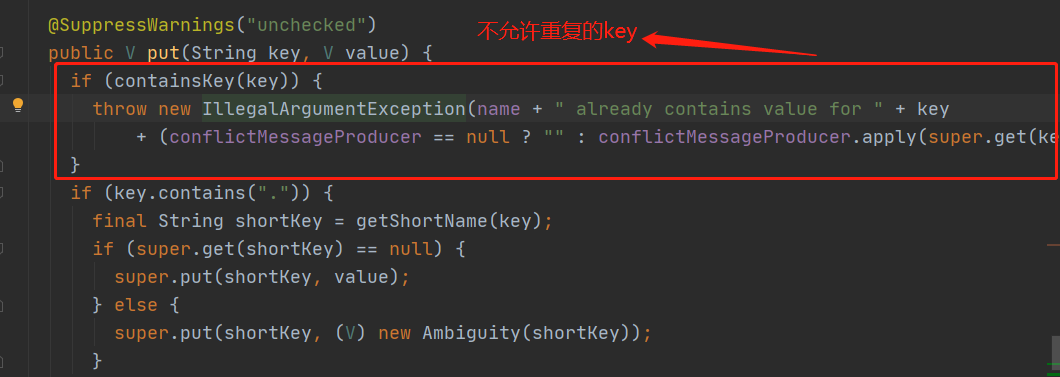 @SuppressWarnings("unchecked")
不允许重复的key
public V put(String key, V value) {
if (containsKey(key)) {
throw new IllegalArgumentException(name + " already contains value for " + key
+ (conflictMessageProducer == null ? "" : conflictMessageProducer.apply(super.get(ke
}
if (key.contains(".")) {
final String shortKey = getShortName(key);
if (super.get(shortKey) == null) {
super.put(shortKey, value);
} else {
super.put(shortKey, (V) new Ambiguity(shortKey));
}